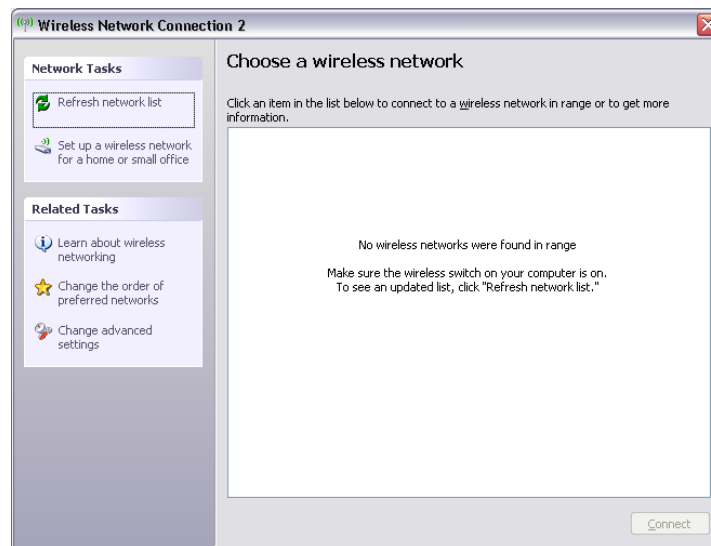 Wireless Network Connection 2
Network Tasks
Refresh network list
Set up a wireless network
for a home or small office
Related Tasks
Learn about wireless
networking
Change the order of
preferred networks
Change advanced
settings
Choose a wireless network
Click an item in the list below to connect to a wireless network in range or to get more
information.
No wireless networks were found in range
Make sure the wireless switch on your computer is on.
To see an updated list, click "Refresh network list."
Connect